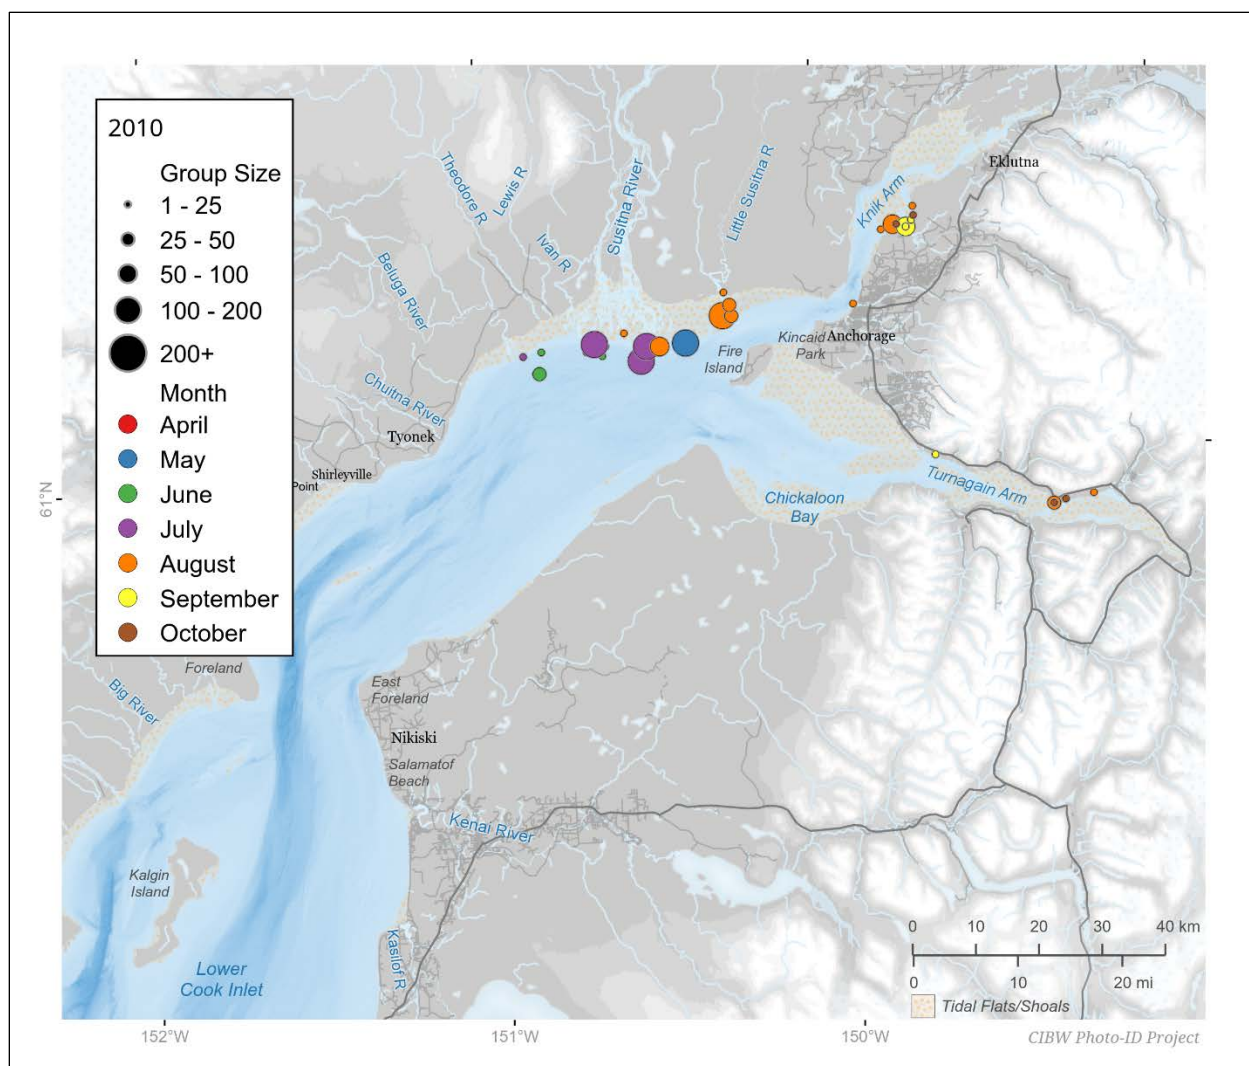 2010
Group Size
1 - 25
25 - 50
50 - 100
100 - 200
200+
Month
April
May
June
July
August
September
October
Theodore R
Lewis R
Ivan R
Susitna River
Little Susitna R
Knik Arm
Eklutna
Beluga River
Chuitna River
Tyonek
Shirleyville
Point
Fire
Island
Kincaid
Park
Anchorage
Chickaloon
Bay
Turnagain Arm
61°N
Foreland
Big River
East
Foreland
Nikiski
Salamatof
Beach
Kenai River
Kalgin
Island
Lower
Cook Inlet
Kasilof R
0 10 20 30 40 km
0 10 20 mi
Tidal Flats/Shoals
152°W
151°W
150°W
CIBW Photo-ID Project